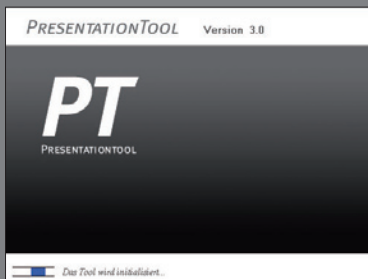 PRESENTATIONTOOL Version 3.0
PT
PRESENTATIONTOOL
Das Tool wird initialisiert...